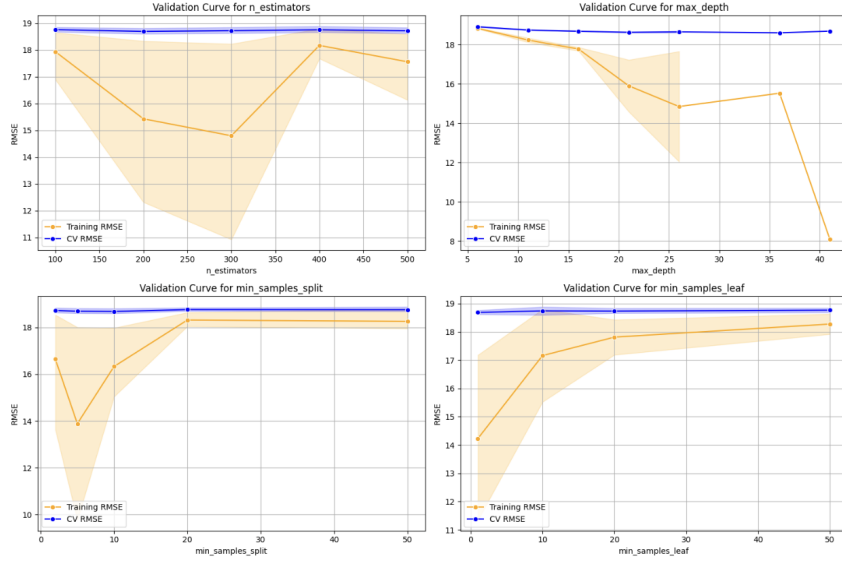 Validation Curve for n_estimators
19
18
17
16
15
14
13
12
11
RMSE
Training RMSE
CV RMSE
100 150 200 250 300 350 400 450 500
n_estimators
Validation Curve for max_depth
18
16
14
12
10
8
RMSE
Training RMSE
CV RMSE
5 10 15 20 25 30 35 40
max_depth
Validation Curve for min_samples_split
18
16
14
12
10
RMSE
Training RMSE
CV RMSE
0 10 20 30 40 50
min_samples_split
Validation Curve for min_samples_leaf
19
18
17
16
15
14
13
12
11
RMSE
Training RMSE
CV RMSE
0 10 20 30 40 50
min_samples_leaf